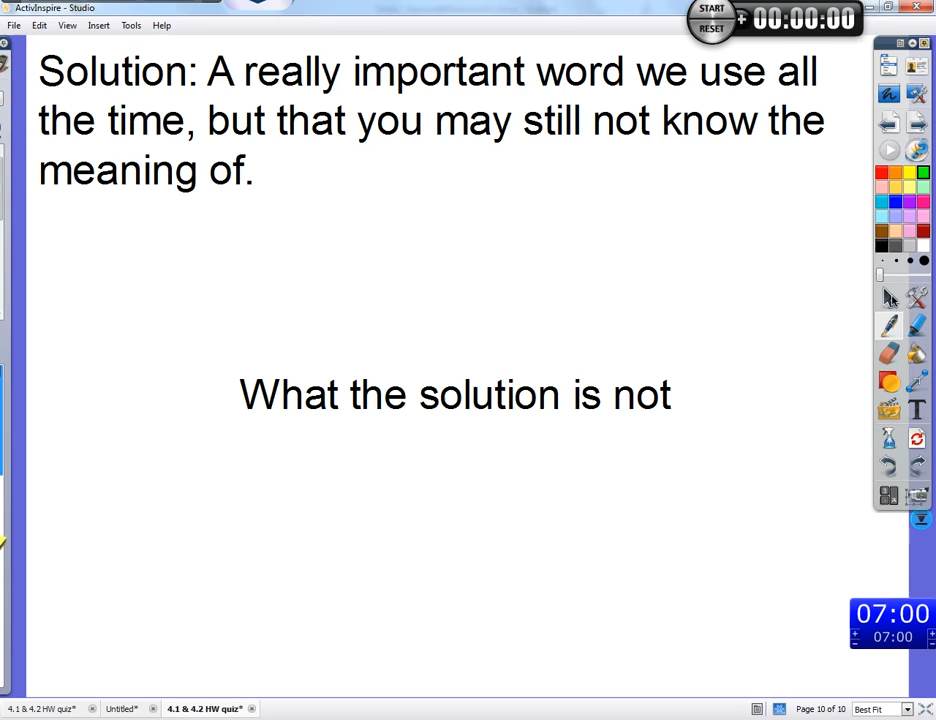 ActivInspire - Studio
START
RESET
+ 00:00:00
File Edit View Insert Tools Help
Solution: A really important word we use all
the time, but that you may still not know the
meaning of.
What the solution is not
07:00
07:00
4.1 & 4.2 HW quiz* Untitled* 4.1 & 4.2 HW quiz* Page 10 of 10 Best Fit